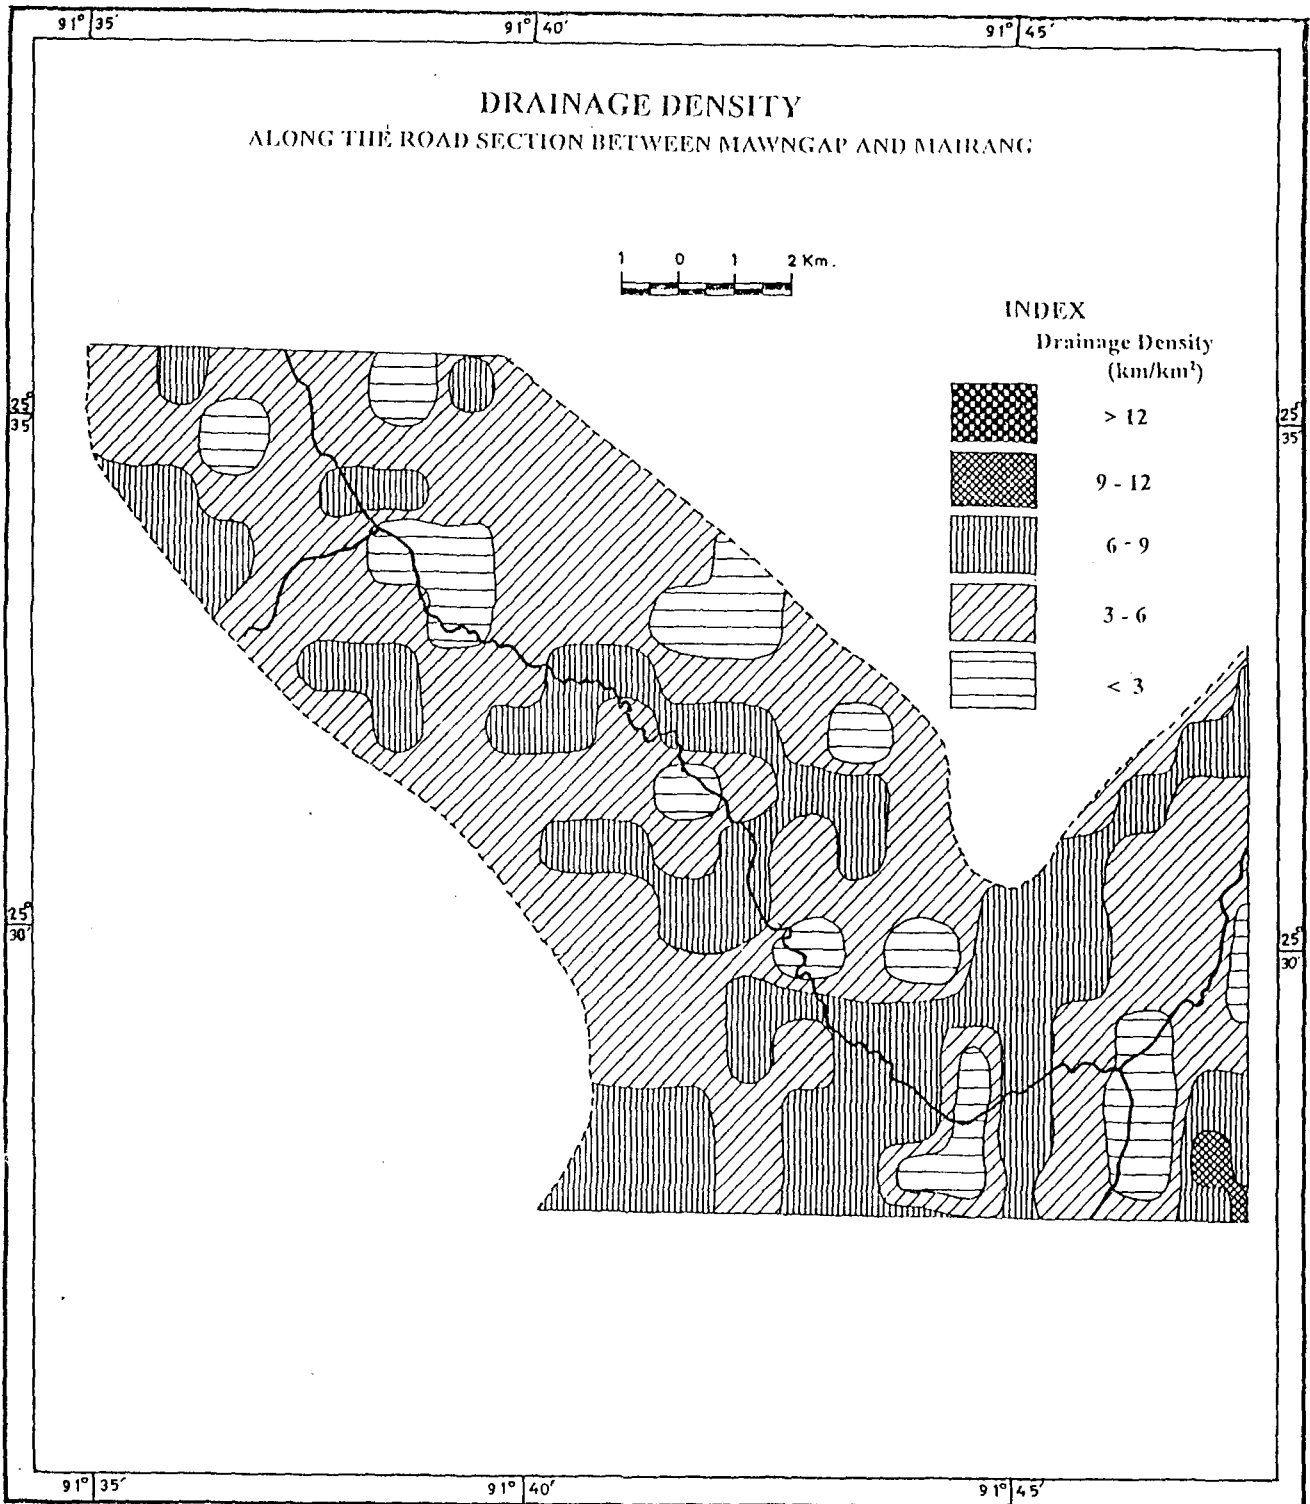 91° 35′ 91° 40′ 91° 45′
DRAINAGE DENSITY
ALONG THE ROAD SECTION BETWEEN MAWNGAP AND MAIRANG
1 0 1 2 Km.
INDEX
Drainage Density
(km/km²)
> 12
9 - 12
6 - 9
3 - 6
< 3
25° 35′
25° 35′
25° 30′
25° 30′
91° 35′ 91° 40′ 91° 45′